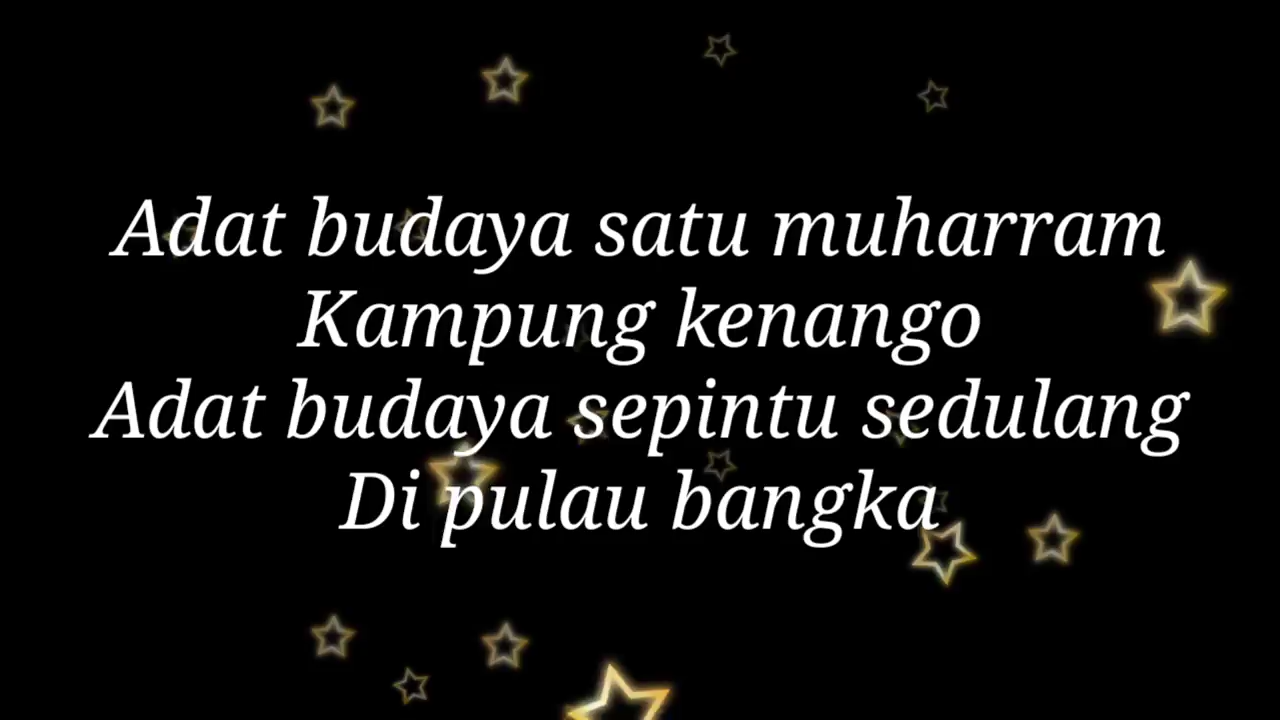 Adat budaya satu muharram
Kampung kenango
Adat budaya sepintu sedulang
Di pulau bangka